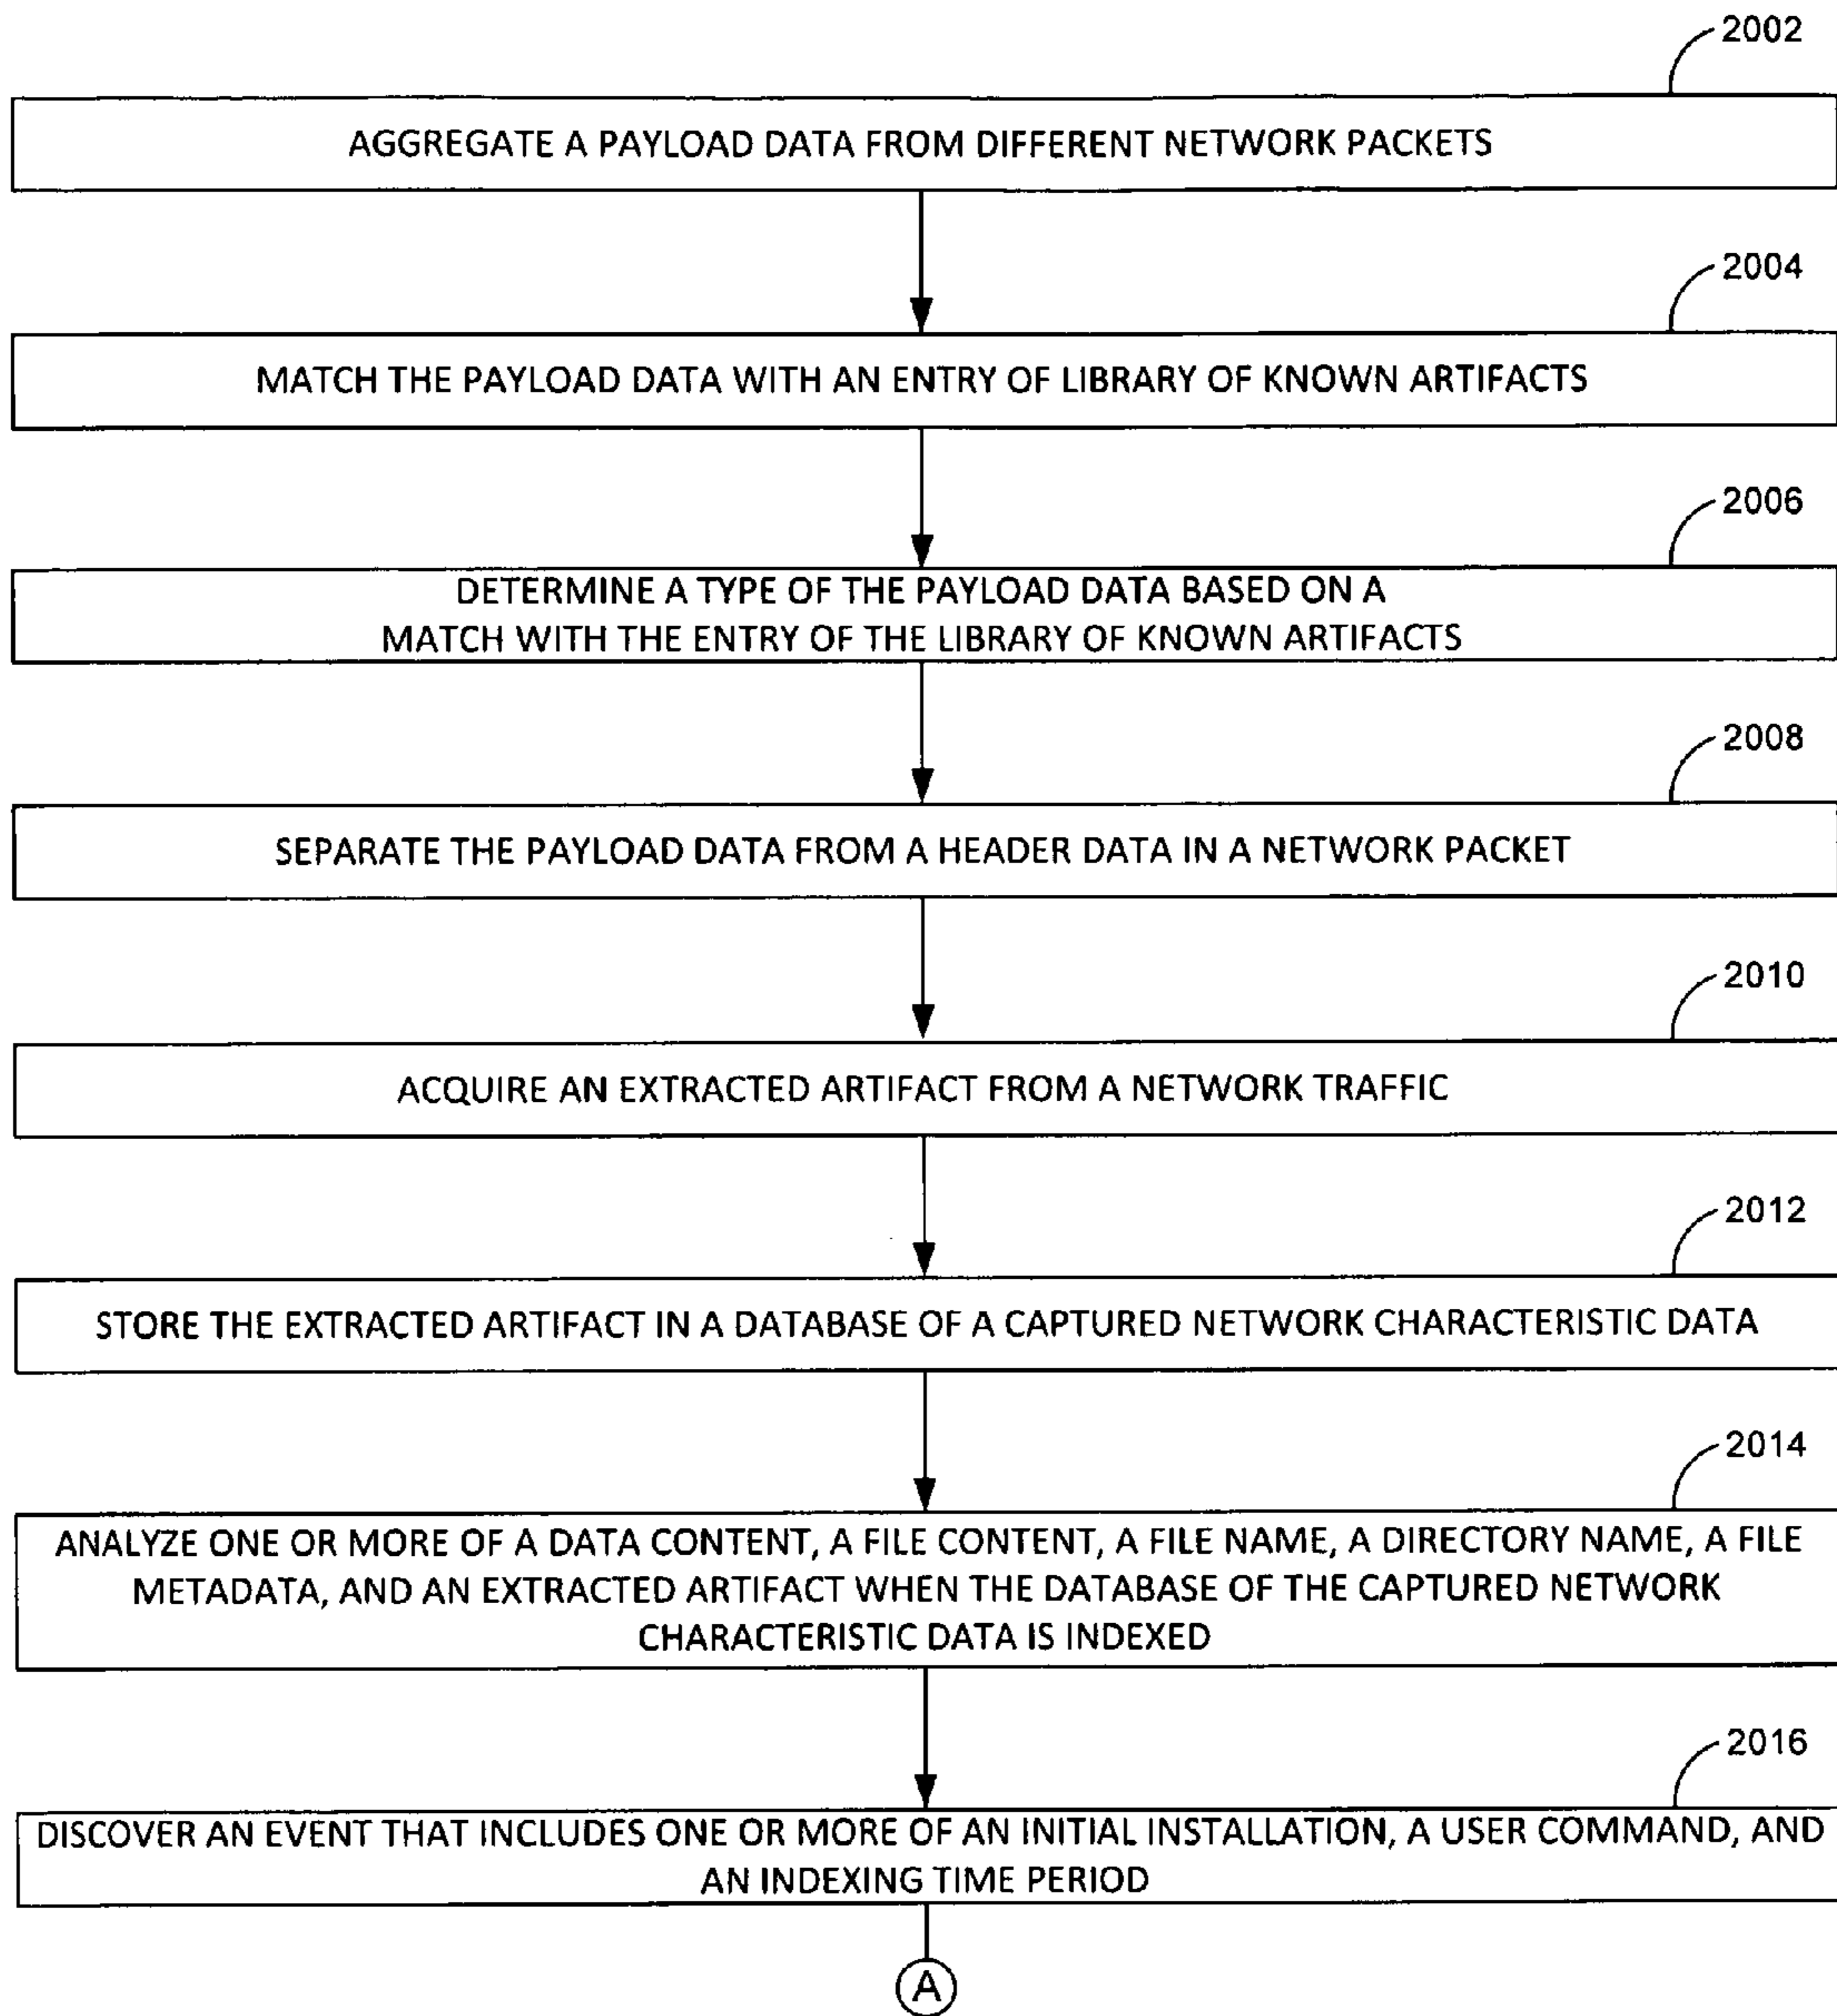 2002
AGGREGATE A PAYLOAD DATA FROM DIFFERENT NETWORK PACKETS
2004
MATCH THE PAYLOAD DATA WITH AN ENTRY OF LIBRARY OF KNOWN ARTIFACTS
2006
DETERMINE A TYPE OF THE PAYLOAD DATA BASED ON A
MATCH WITH THE ENTRY OF THE LIBRARY OF KNOWN ARTIFACTS
2008
SEPARATE THE PAYLOAD DATA FROM A HEADER DATA IN A NETWORK PACKET
2010
ACQUIRE AN EXTRACTED ARTIFACT FROM A NETWORK TRAFFIC
2012
STORE THE EXTRACTED ARTIFACT IN A DATABASE OF A CAPTURED NETWORK CHARACTERISTIC DATA
2014
ANALYZE ONE OR MORE OF A DATA CONTENT, A FILE CONTENT, A FILE NAME, A DIRECTORY NAME, A FILE
METADATA, AND AN EXTRACTED ARTIFACT WHEN THE DATABASE OF THE CAPTURED NETWORK
CHARACTERISTIC DATA IS INDEXED
2016
DISCOVER AN EVENT THAT INCLUDES ONE OR MORE OF AN INITIAL INSTALLATION, A USER COMMAND, AND
AN INDEXING TIME PERIOD
A